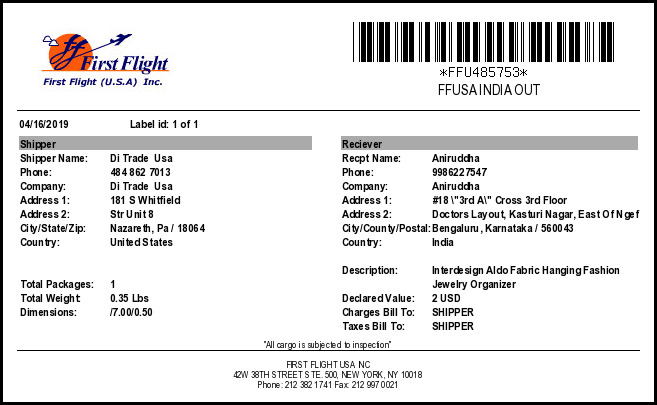 First Flight
First Flight (U.S.A) Inc.
*FFU485753*
FFUSA INDIA OUT
04/16/2019 Label id: 1 of 1
Shipper Reciever
Shipper Name: Di Trade Usa Recpt Name: Aniruddha
Phone: 484 862 7013 Phone: 9986227547
Company: Di Trade Usa Company: Aniruddha
Address 1: 181 S Whitfield Address 1: #18 \"3rd A\" Cross 3rd Floor
Address 2: Str Unit 8 Address 2: Doctors Layout, Kasturi Nagar, East Of Ngef
City/State/Zip: Nazareth, Pa / 18064 City/County/Postal: Bengaluru, Karnataka / 560043
Country: United States Country: India
Description: Interdesign Aldo Fabric Hanging Fashion
Total Packages: 1 Jewelry Organizer
Total Weight: 0.35 Lbs Declared Value: 2 USD
Dimensions: /7.00/0.50 Charges Bill To: SHIPPER
Taxes Bill To: SHIPPER
"All cargo is subjected to inspection"
FIRST FLIGHT USA INC
42W 38TH STREET STE. 500, NEW YORK, NY 10018
Phone: 212 382 1741 Fax: 212 997 0021